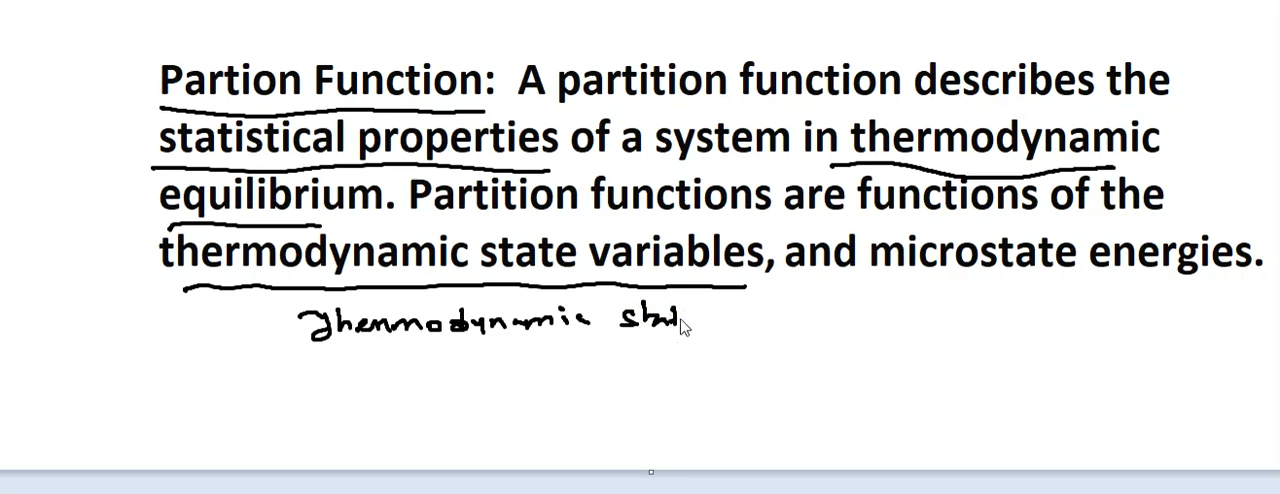 Partion Function: A partition function describes the
statistical properties of a system in thermodynamic
equilibrium. Partition functions are functions of the
thermodynamic state variables, and microstate energies.
Thermodynamic